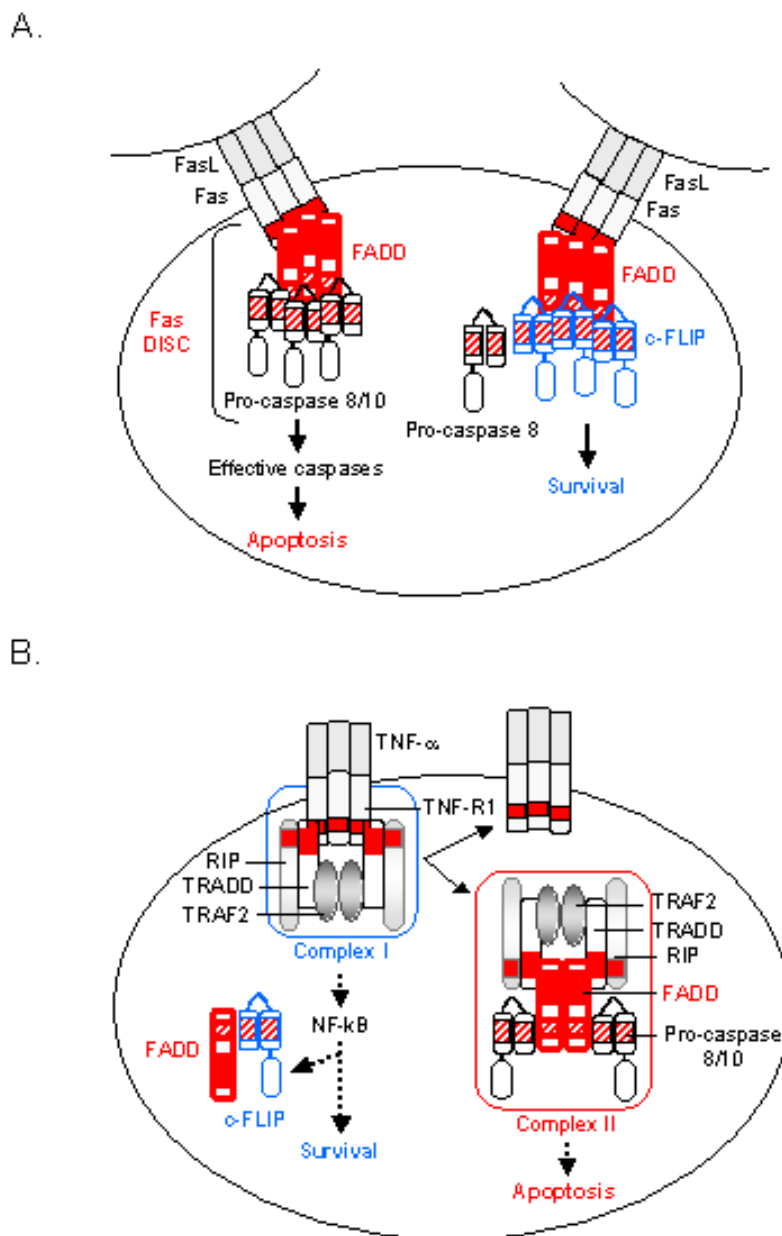 A.
FasL
Fas
FADD
Fas
DISC
Pro-caspase 8/10
Effective caspases
Apoptosis
FasL
Fas
FADD
c-FLIP
Pro-caspase 8
Survival
B.
TNF-α
TNF-R1
RIP
TRADD
TRAF2
Complex I
NF-kB
FADD
c-FLIP
Survival
TRAF2
TRADD
RIP
FADD
Pro-caspase
8/10
Complex II
Apoptosis